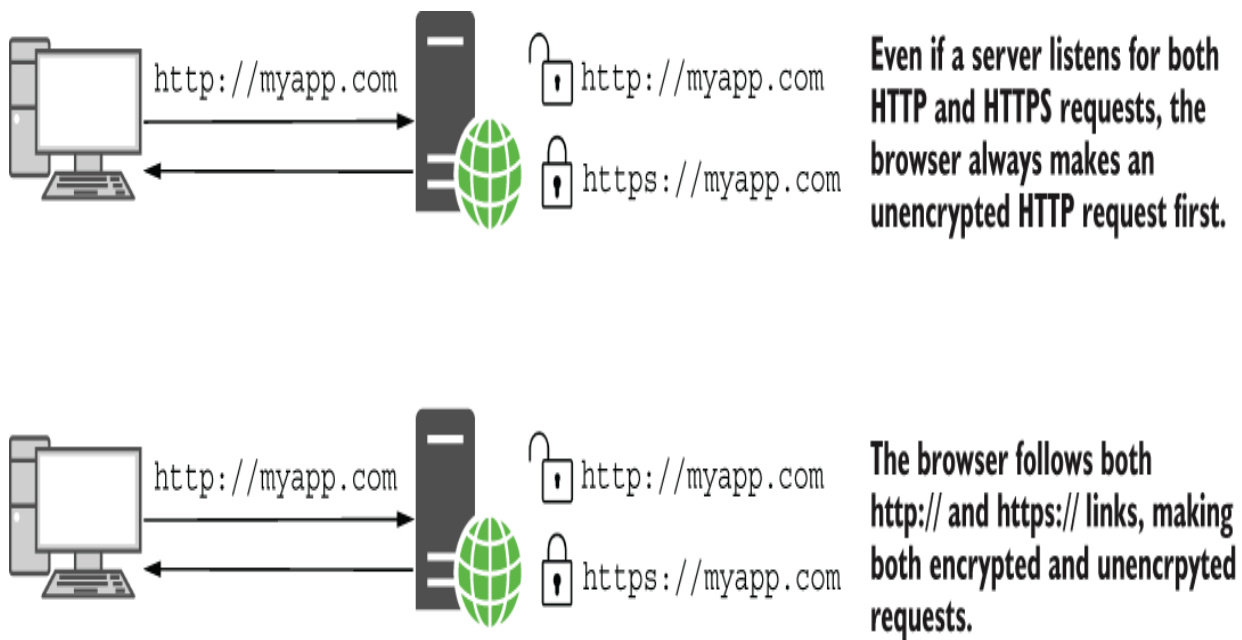 http://myapp.com
http://myapp.com
https://myapp.com
Even if a server listens for both
HTTP and HTTPS requests, the
browser always makes an
unencrypted HTTP request first.
http://myapp.com
http://myapp.com
https://myapp.com
The browser follows both
http:// and https:// links, making
both encrypted and unencrpyted
requests.